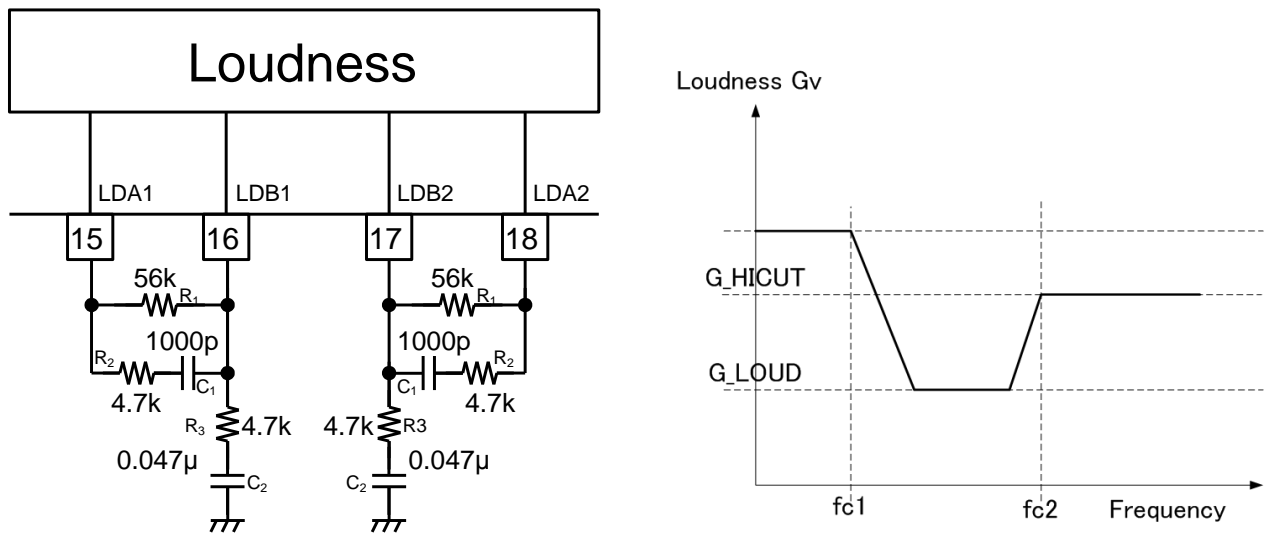 Loudness
LDA1 LDB1 LDB2 LDA2
15 16 17 18
56k R₁ 56k R₁
1000p 1000p
R₂ C₁ C₁ R₂
4.7k 4.7k
R₃ 4.7k 4.7k R3
0.047μ 0.047μ
C₂ C₂
Loudness Gv
G_HICUT
G_LOUD
fc1 fc2 Frequency